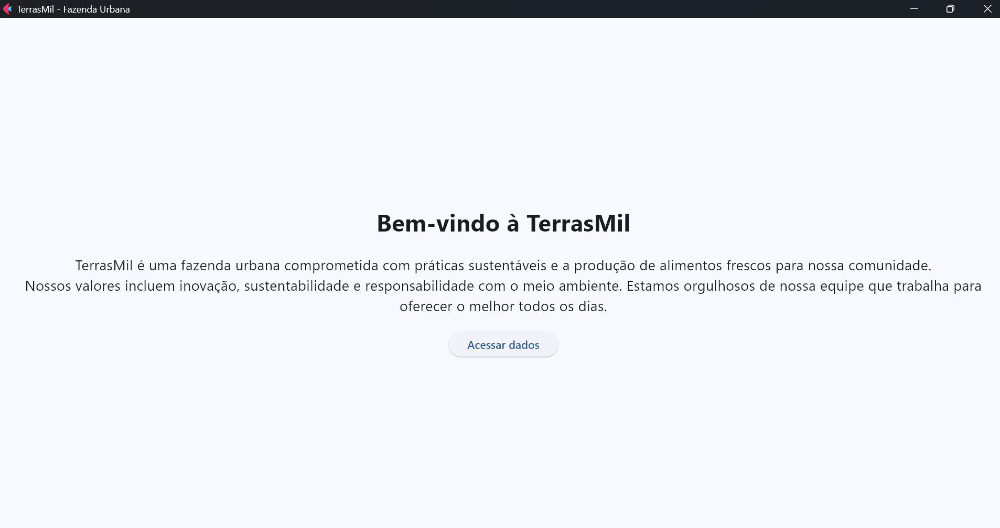 TerrasMil - Fazenda Urbana
Bem-vindo à TerrasMil
TerrasMil é uma fazenda urbana comprometida com práticas sustentáveis e a produção de alimentos frescos para nossa comunidade.
Nossos valores incluem inovação, sustentabilidade e responsabilidade com o meio ambiente. Estamos orgulhosos de nossa equipe que trabalha para
oferecer o melhor todos os dias.
Acessar dados